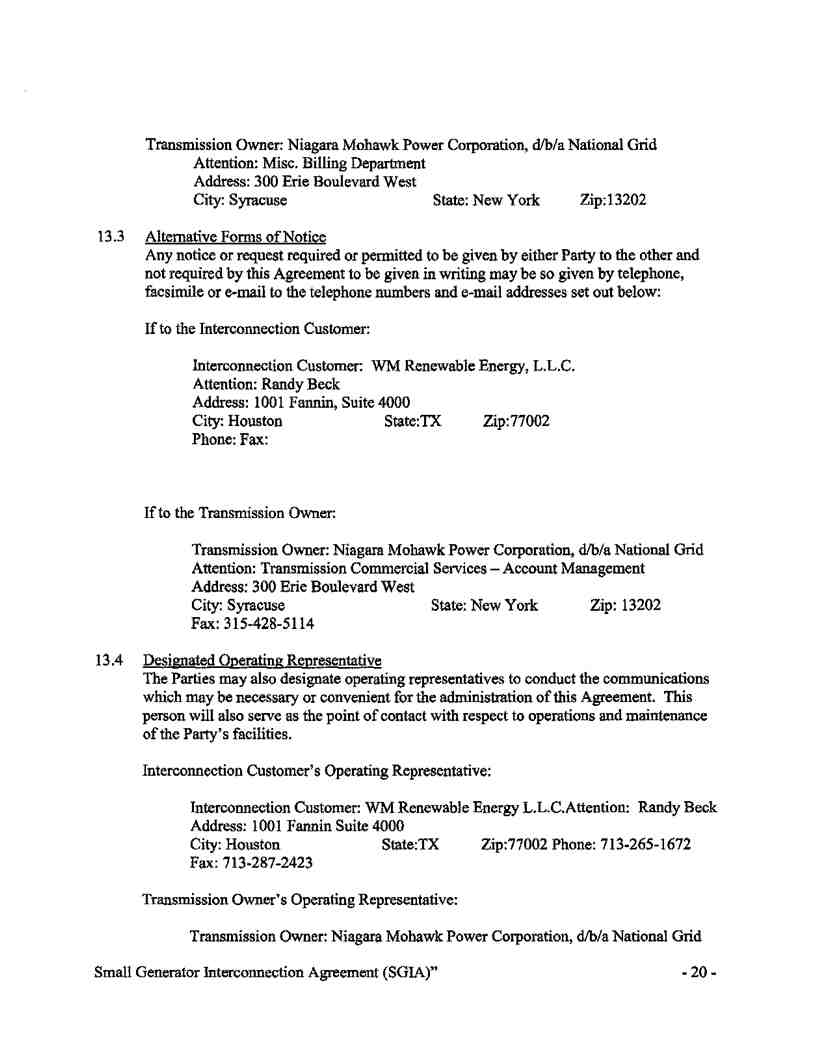 Transmission Owner: Niagara Mohawk Power Corporation, d/b/a National Grid
Attention: Misc. Billing Department
Address: 300 Erie Boulevard West
City: Syracuse State: New York Zip:13202
13.3 Alternative Forms of Notice
Any notice or request required or permitted to be given by either Party to the other and
not required by this Agreement to be given in writing may be so given by telephone,
facsimile or e-mail to the telephone numbers and e-mail addresses set out below:
If to the Interconnection Customer:
Interconnection Customer: WM Renewable Energy, L.L.C.
Attention: Randy Beck
Address: 1001 Fannin, Suite 4000
City: Houston State:TX Zip:77002
Phone: Fax:
If to the Transmission Owner:
Transmission Owner: Niagara Mohawk Power Corporation, d/b/a National Grid
Attention: Transmission Commercial Services – Account Management
Address: 300 Erie Boulevard West
City: Syracuse State: New York Zip: 13202
Fax: 315-428-5114
13.4 Designated Operating Representative
The Parties may also designate operating representatives to conduct the communications
which may be necessary or convenient for the administration of this Agreement. This
person will also serve as the point of contact with respect to operations and maintenance
of the Party's facilities.
Interconnection Customer's Operating Representative:
Interconnection Customer: WM Renewable Energy L.L.C.Attention: Randy Beck
Address: 1001 Fannin Suite 4000
City: Houston State:TX Zip:77002 Phone: 713-265-1672
Fax: 713-287-2423
Transmission Owner's Operating Representative:
Transmission Owner: Niagara Mohawk Power Corporation, d/b/a National Grid
Small Generator Interconnection Agreement (SGIA)" - 20 -